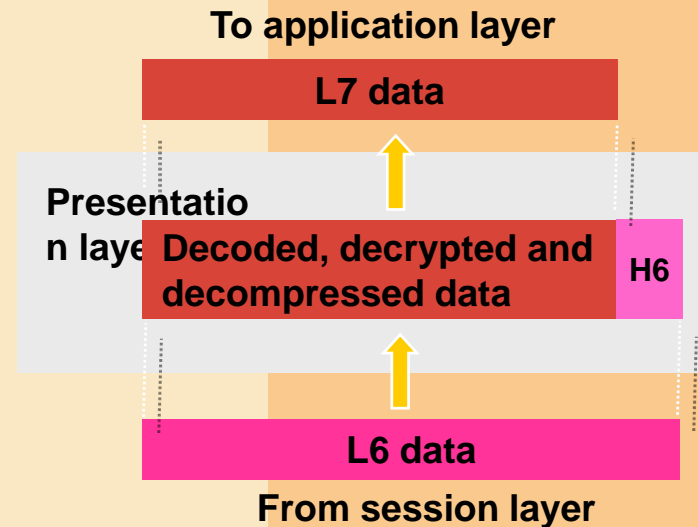 To application layer
L7 data
Presentatio
n laye
Decoded, decrypted and
decompressed data
H6
L6 data
From session layer